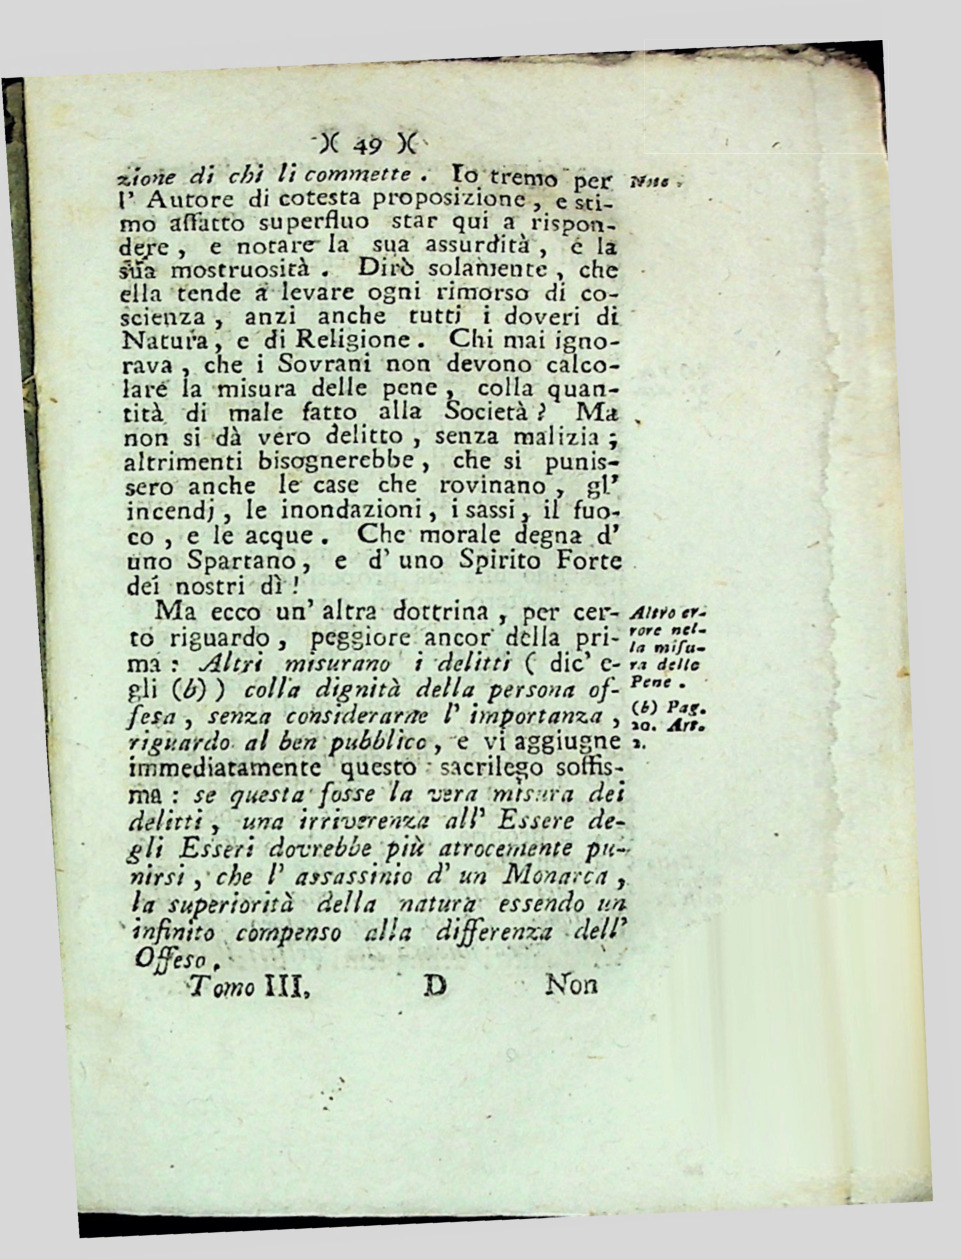 )( 49 )(
zione di chi li commette . Io tremo per
l' Autore di cotesta proposizione , e sti-
mo affatto superfluo star qui a rispon-
dere , e notare la sua assurdità , e la
sua mostruosità . Dirò solamente , che
ella tende a levare ogni rimorso di co-
scienza , anzi anche tutti i doveri di
Natura , e di Religione . Chi mai igno-
rava , che i Sovrani non devono calco-
lare la misura delle pene , colla quan-
tità di male fatto alla Società ? Ma
non si dà vero delitto , senza malizia ;
altrimenti bisognerebbe , che si punis-
sero anche le case che rovinano , gl'
incendj , le inondazioni , i sassi , il fuo-
co , e le acque . Che morale degna d'
uno Spartano , e d' uno Spirito Forte
dei nostri dì !
Ma ecco un' altra dottrina , per cer-
to riguardo , peggiore ancor della pri-
ma : Altri misurano i delitti ( dic' e-
gli (b) ) colla dignità della persona of-
fesa , senza considerarne l' importanza ,
riguardo al ben pubblico , e vi aggiugne
immediatamente questo sacrilego soffis-
ma : se questa fosse la vera misura dei
delitti , una irriverenza all' Essere de-
gli Esseri dovrebbe più atrocemente pu-
nirsi , che l' assassinio d' un Monarca ,
la superiorità della natura essendo un
infinito compenso alla differenza dell'
Offeso .
Tomo III. D Non
Altro er-
rore nel-
la misu-
ra delle
Pene .
(b) Pag.
20. Art.